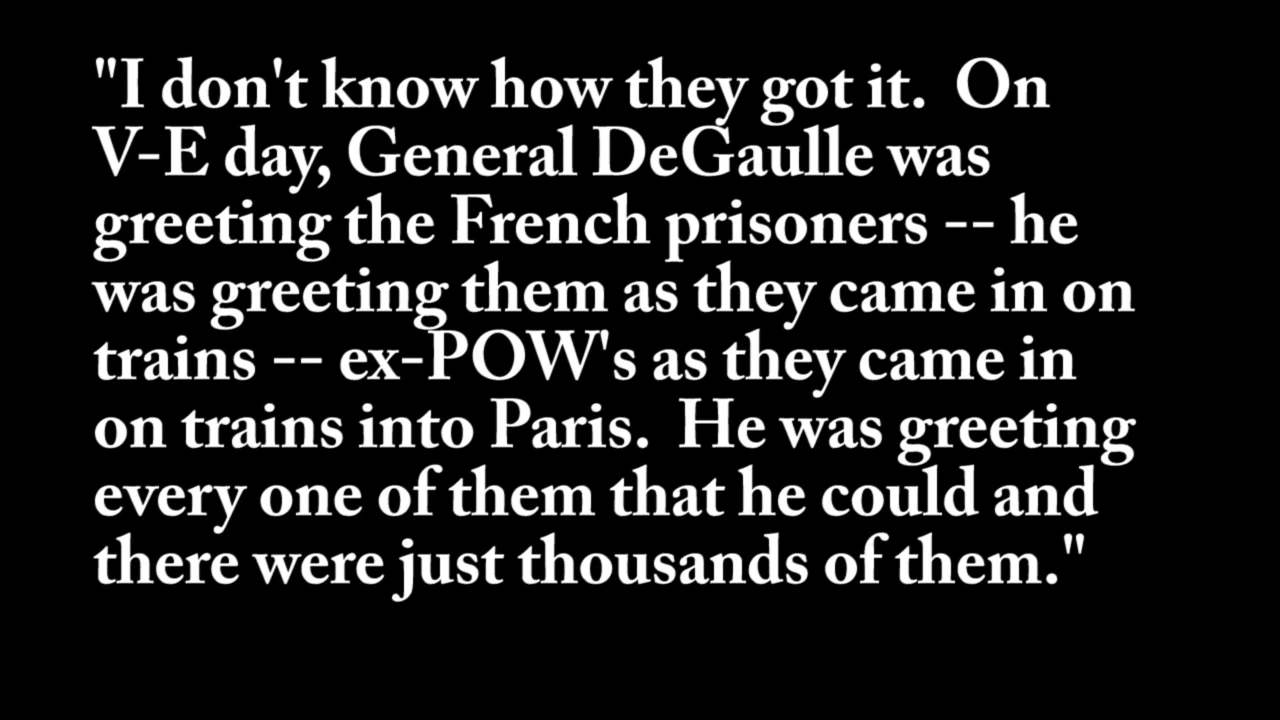 "I don't know how they got it.  On
V-E day, General DeGaulle was
greeting the French prisoners -- he
was greeting them as they came in on
trains -- ex-POW's as they came in
on trains into Paris.  He was greeting
every one of them that he could and
there were just thousands of them."